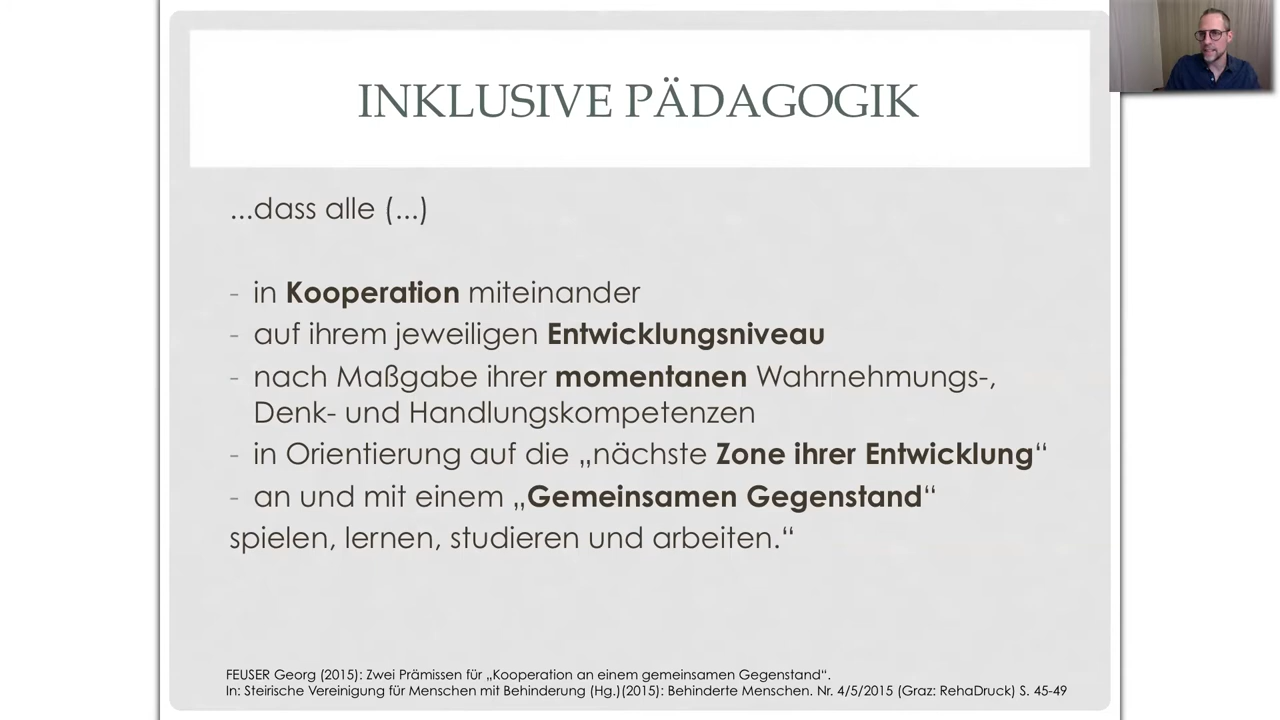 INKLUSIVE PÄDAGOGIK
...dass alle (...)
- in Kooperation miteinander
- auf ihrem jeweiligen Entwicklungsniveau
- nach Maßgabe ihrer momentanen Wahrnehmungs-,
Denk- und Handlungskompetenzen
- in Orientierung auf die „nächste Zone ihrer Entwicklung“
- an und mit einem „Gemeinsamen Gegenstand“
spielen, lernen, studieren und arbeiten.“
FEUSER Georg (2015): Zwei Prämissen für „Kooperation an einem gemeinsamen Gegenstand“.
In: Steirische Vereinigung für Menschen mit Behinderung (Hg.)(2015): Behinderte Menschen. Nr. 4/5/2015 (Graz: RehaDruck) S. 45-49